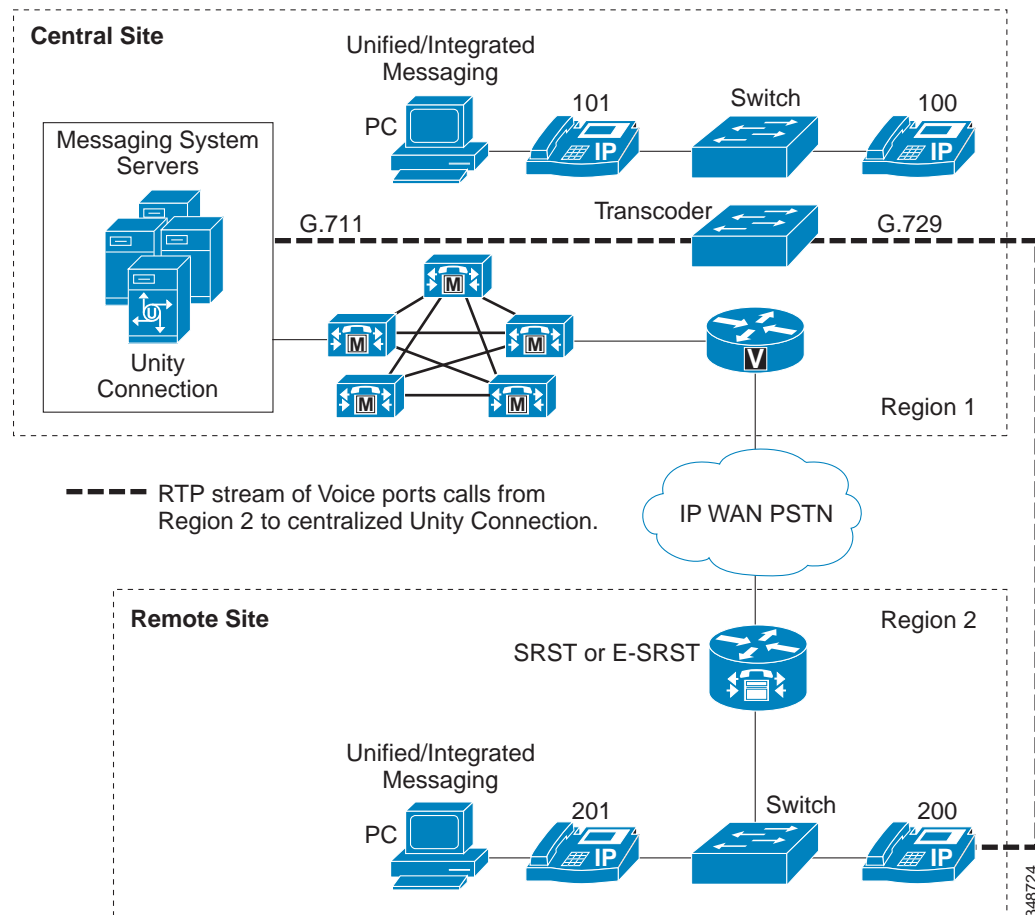 Central Site
Unified/Integrated
Messaging
PC
101
Switch
100
IP
IP
Messaging System
Servers
G.711
Transcoder
G.729
U
M
M
M
M
M
V
Unity
Connection
Region 1
RTP stream of Voice ports calls from
Region 2 to centralized Unity Connection.
IP WAN PSTN
Remote Site
Region 2
SRST or E-SRST
Unified/Integrated
Messaging
PC
201
Switch
200
IP
IP
348724